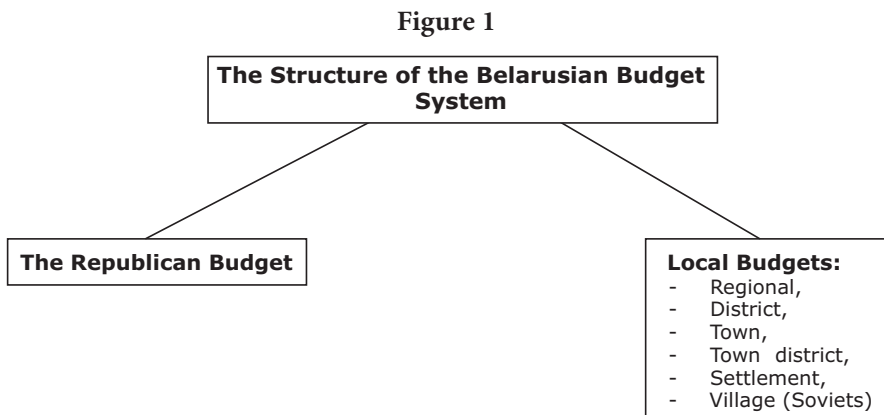 Figure 1
The Structure of the Belarusian Budget
System
The Republican Budget
Local Budgets:
- Regional,
- District,
- Town,
- Town district,
- Settlement,
- Village (Soviets)